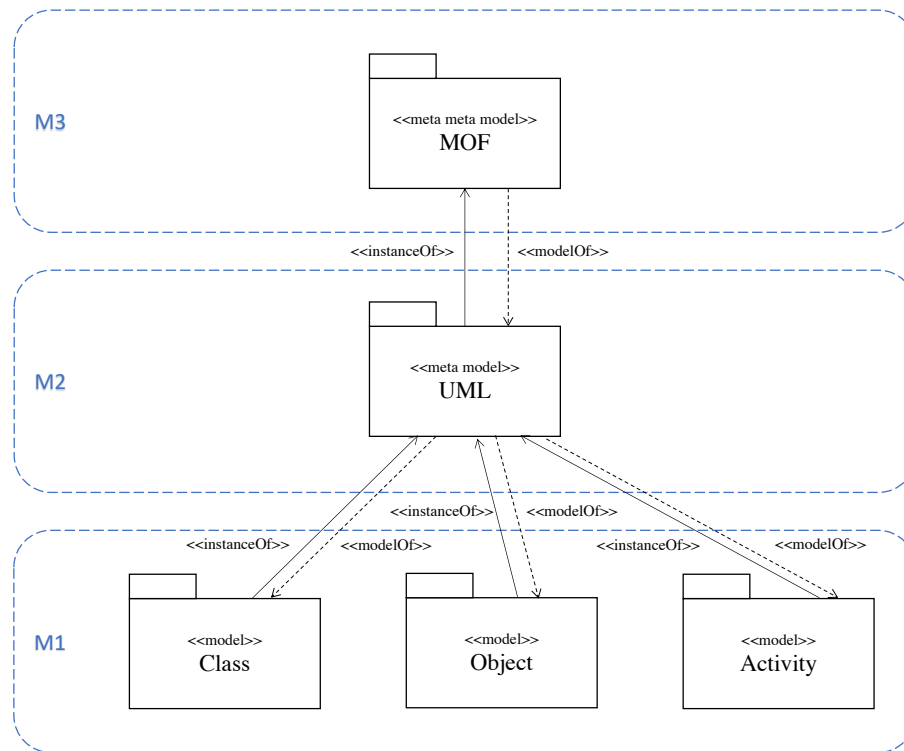 M3
<<meta meta model>>
MOF
<<instanceOf>>
<<modelOf>>
M2
<<meta model>>
UML
<<instanceOf>>
<<modelOf>>
<<instanceOf>>
<<modelOf>>
<<instanceOf>>
<<modelOf>>
M1
<<model>>
Class
<<model>>
Object
<<model>>
Activity